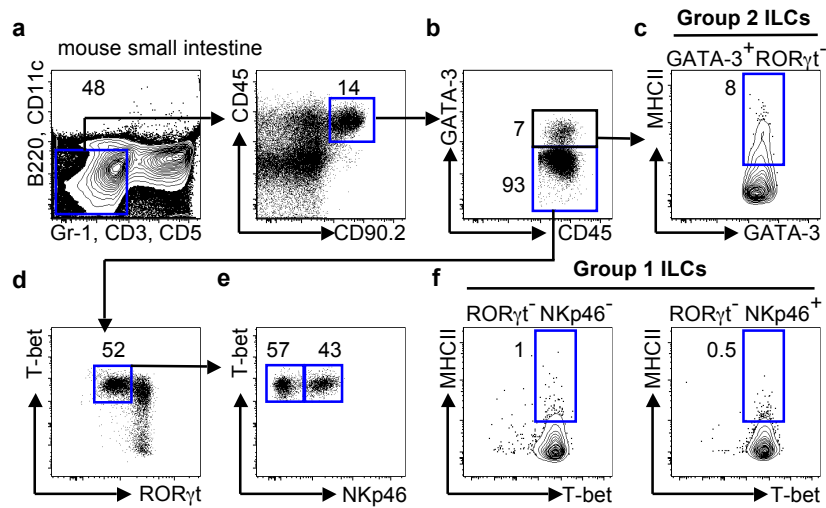 a
mouse small intestine
B220, CD11c
48
Gr-1, CD3, CD5
CD45
14
CD90.2
b
GATA-3
7
93
CD45
c
Group 2 ILCs
GATA-3⁺RORγt⁻
MHCII
8
GATA-3
d
T-bet
52
RORγt
e
T-bet
57 43
NKp46
f
Group 1 ILCs
RORγt⁻ NKp46⁻
MHCII
1
T-bet
RORγt⁻ NKp46⁺
MHCII
0.5
T-bet